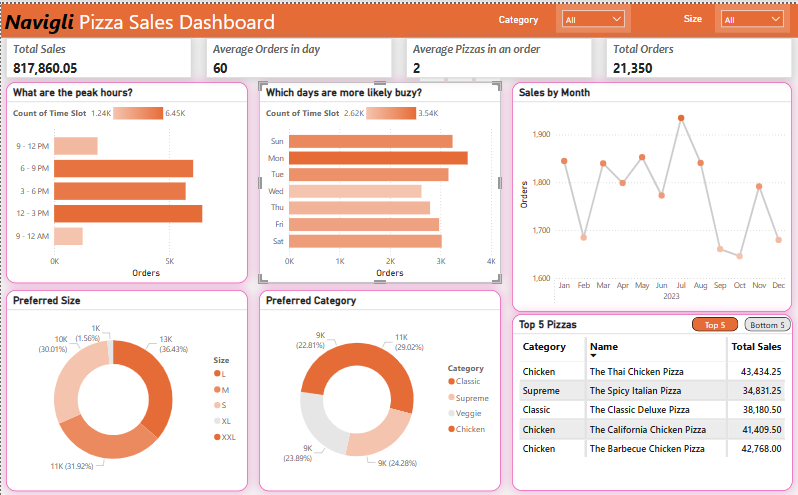 Navigli Pizza Sales Dashboard
Category
All
Size
All
Total Sales
817,860.05
Average Orders in day
60
Average Pizzas in an order
2
Total Orders
21,350
What are the peak hours?
Count of Time Slot 1.24K 6.45K
9 - 12 PM
6 - 9 PM
3 - 6 PM
12 - 3 PM
9 - 12 AM
0K 5K
Orders
Which days are more likely buzy?
Count of Time Slot 2.62K 3.54K
Sun
Mon
Tue
Wed
Thu
Fri
Sat
0K 1K 2K 3K 4K
Orders
Sales by Month
Orders
1,900
1,800
1,700
1,600
Jan Feb Mar Apr May Jun Jul Aug Sep Oct Nov Dec
2023
Preferred Size
1K
(1.56%)
10K
(30.01%)
13K
(36.43%)
11K (31.92%)
Size
L
M
S
XL
XXL
Preferred Category
9K
(22.81%)
11K
(29.02%)
9K
(23.89%)
9K (24.28%)
Category
Classic
Supreme
Veggie
Chicken
Top 5 Pizzas
Top 5
Bottom 5
Category Name Total Sales
Chicken The Thai Chicken Pizza 43,434.25
Supreme The Spicy Italian Pizza 34,831.25
Classic The Classic Deluxe Pizza 38,180.50
Chicken The California Chicken Pizza 41,409.50
Chicken The Barbecue Chicken Pizza 42,768.00